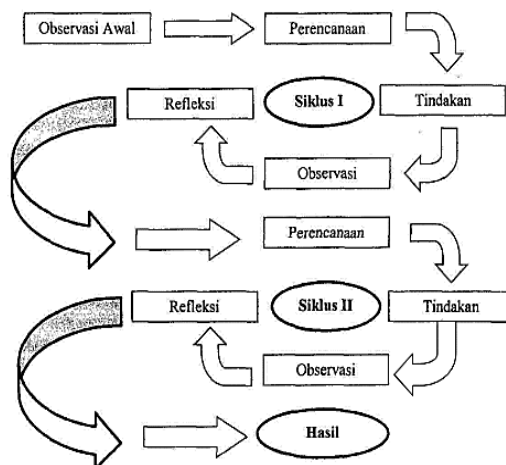 Observasi Awal
Perencanaan
Refleksi
Siklus I
Tindakan
Observasi
Perencanaan
Refleksi
Siklus II
Tindakan
Observasi
Hasil